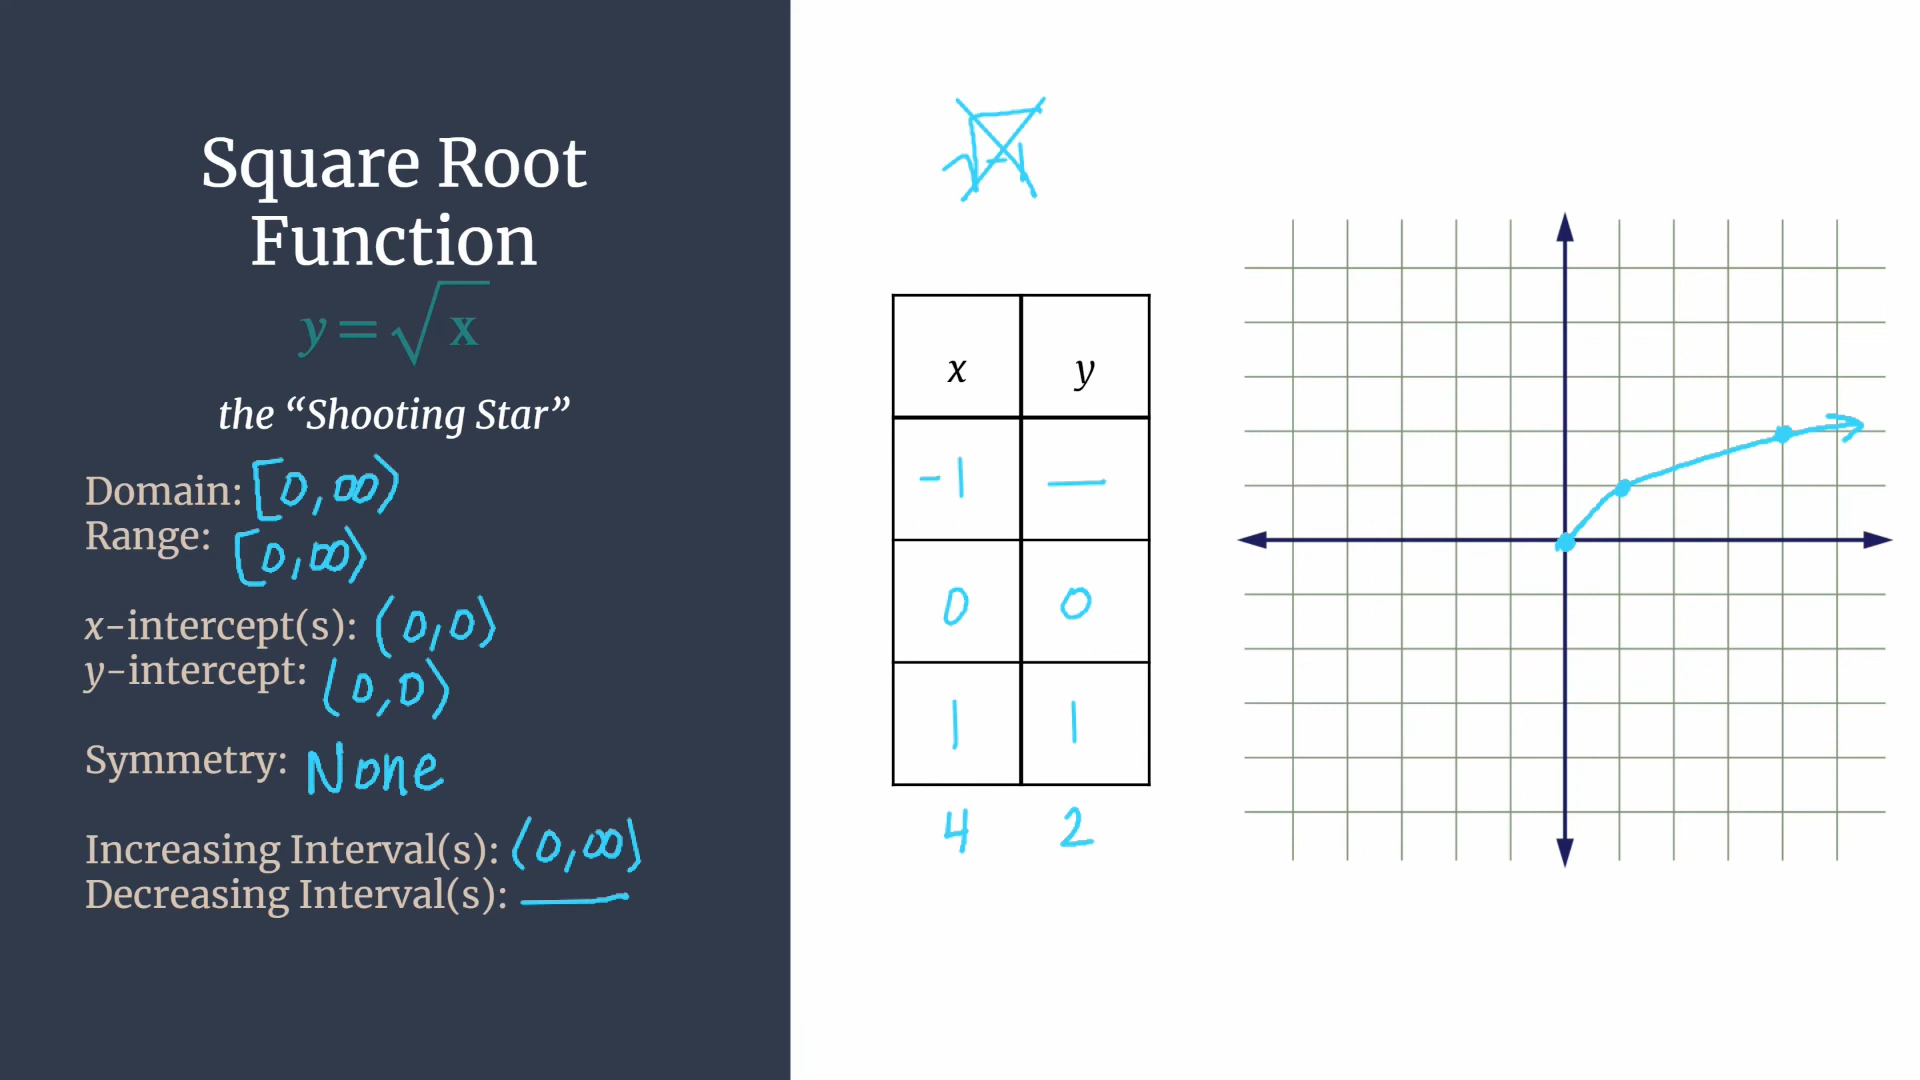 Square Root
Function
y = √x
the “Shooting Star”
Domain: [0, ∞)
Range: [0, ∞)
x-intercept(s): (0,0)
y-intercept: (0,0)
Symmetry: None
Increasing Interval(s): (0, ∞)
Decreasing Interval(s): —
√-1
x y
-1 —
0 0
1 1
4 2